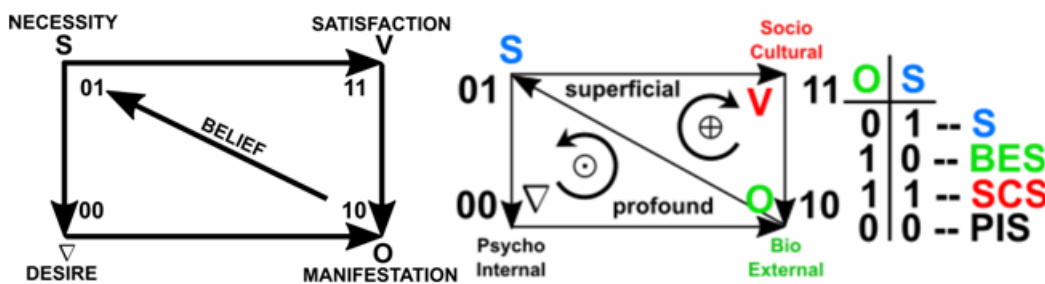 NECESSITY
S
SATISFACTION
V
01
11
BELIEF
00
10
▽
DESIRE
O
MANIFESTATION
S
Socio
Cultural
01
superficial
V
11
⊕
⊙
00
▽
profound
O
10
Psycho
Internal
Bio
External
O S
0 1 -- S
1 0 -- BES
1 1 -- SCS
0 0 -- PIS